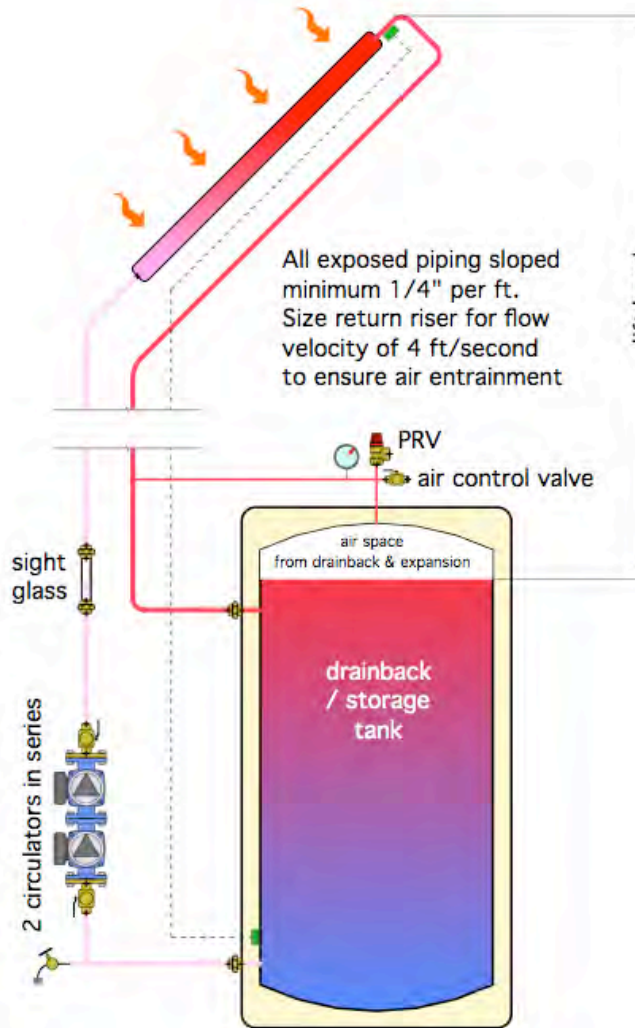 All exposed piping sloped
minimum 1/4" per ft.
Size return riser for flow
velocity of 4 ft/second
to ensure air entrainment
PRV
air control valve
air space
from drainback & expansion
sight
glass
drainback
/ storage
tank
2 circulators in series